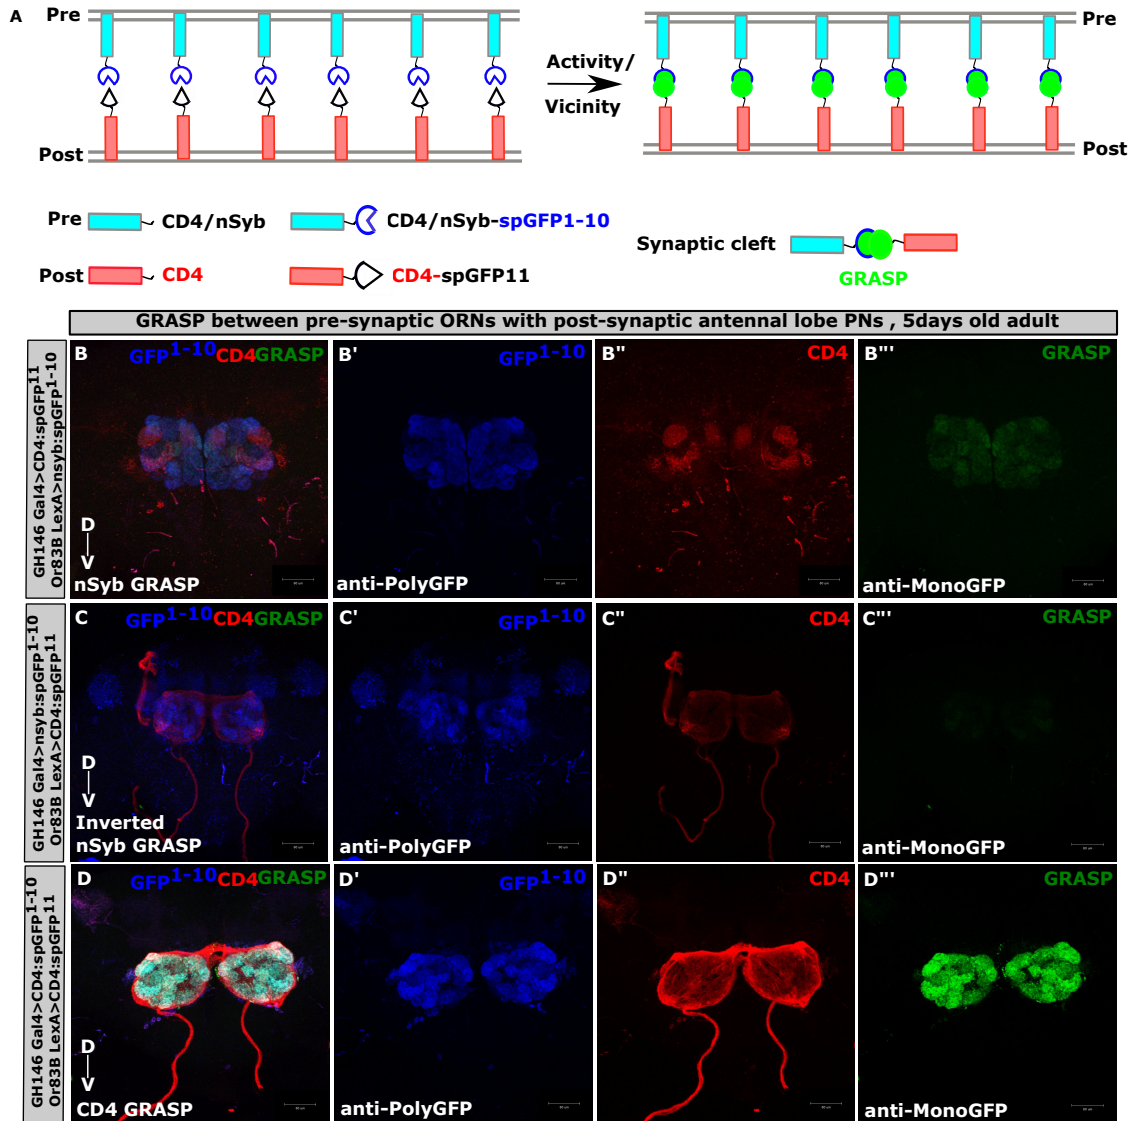 A
Pre
Pre
Activity/
Vicinity
Post
Post
Pre
CD4/nSyb
CD4/nSyb-spGFP1-10
Synaptic cleft
Post
CD4
CD4-spGFP11
GRASP
GRASP between pre-synaptic ORNs with post-synaptic antennal lobe PNs , 5days old adult
GH146 Gal4>CD4:spGFP11
Or83B LexA>nsyb:spGFP1-10
B
GFP1-10CD4GRASP
D
V
nSyb GRASP
B'
GFP1-10
anti-PolyGFP
B"
CD4
B"'
GRASP
anti-MonoGFP
GH146 Gal4>nsyb:spGFP1-10
Or83B LexA>CD4:spGFP11
C
GFP1-10CD4GRASP
D
V
Inverted
nSyb GRASP
C'
GFP1-10
anti-PolyGFP
C"
CD4
C"'
GRASP
anti-MonoGFP
GH146 Gal4>CD4:spGFP1-10
Or83B LexA>CD4:spGFP11
D
GFP1-10CD4GRASP
D
V
CD4 GRASP
D'
GFP1-10
anti-PolyGFP
D"
CD4
D"'
GRASP
anti-MonoGFP